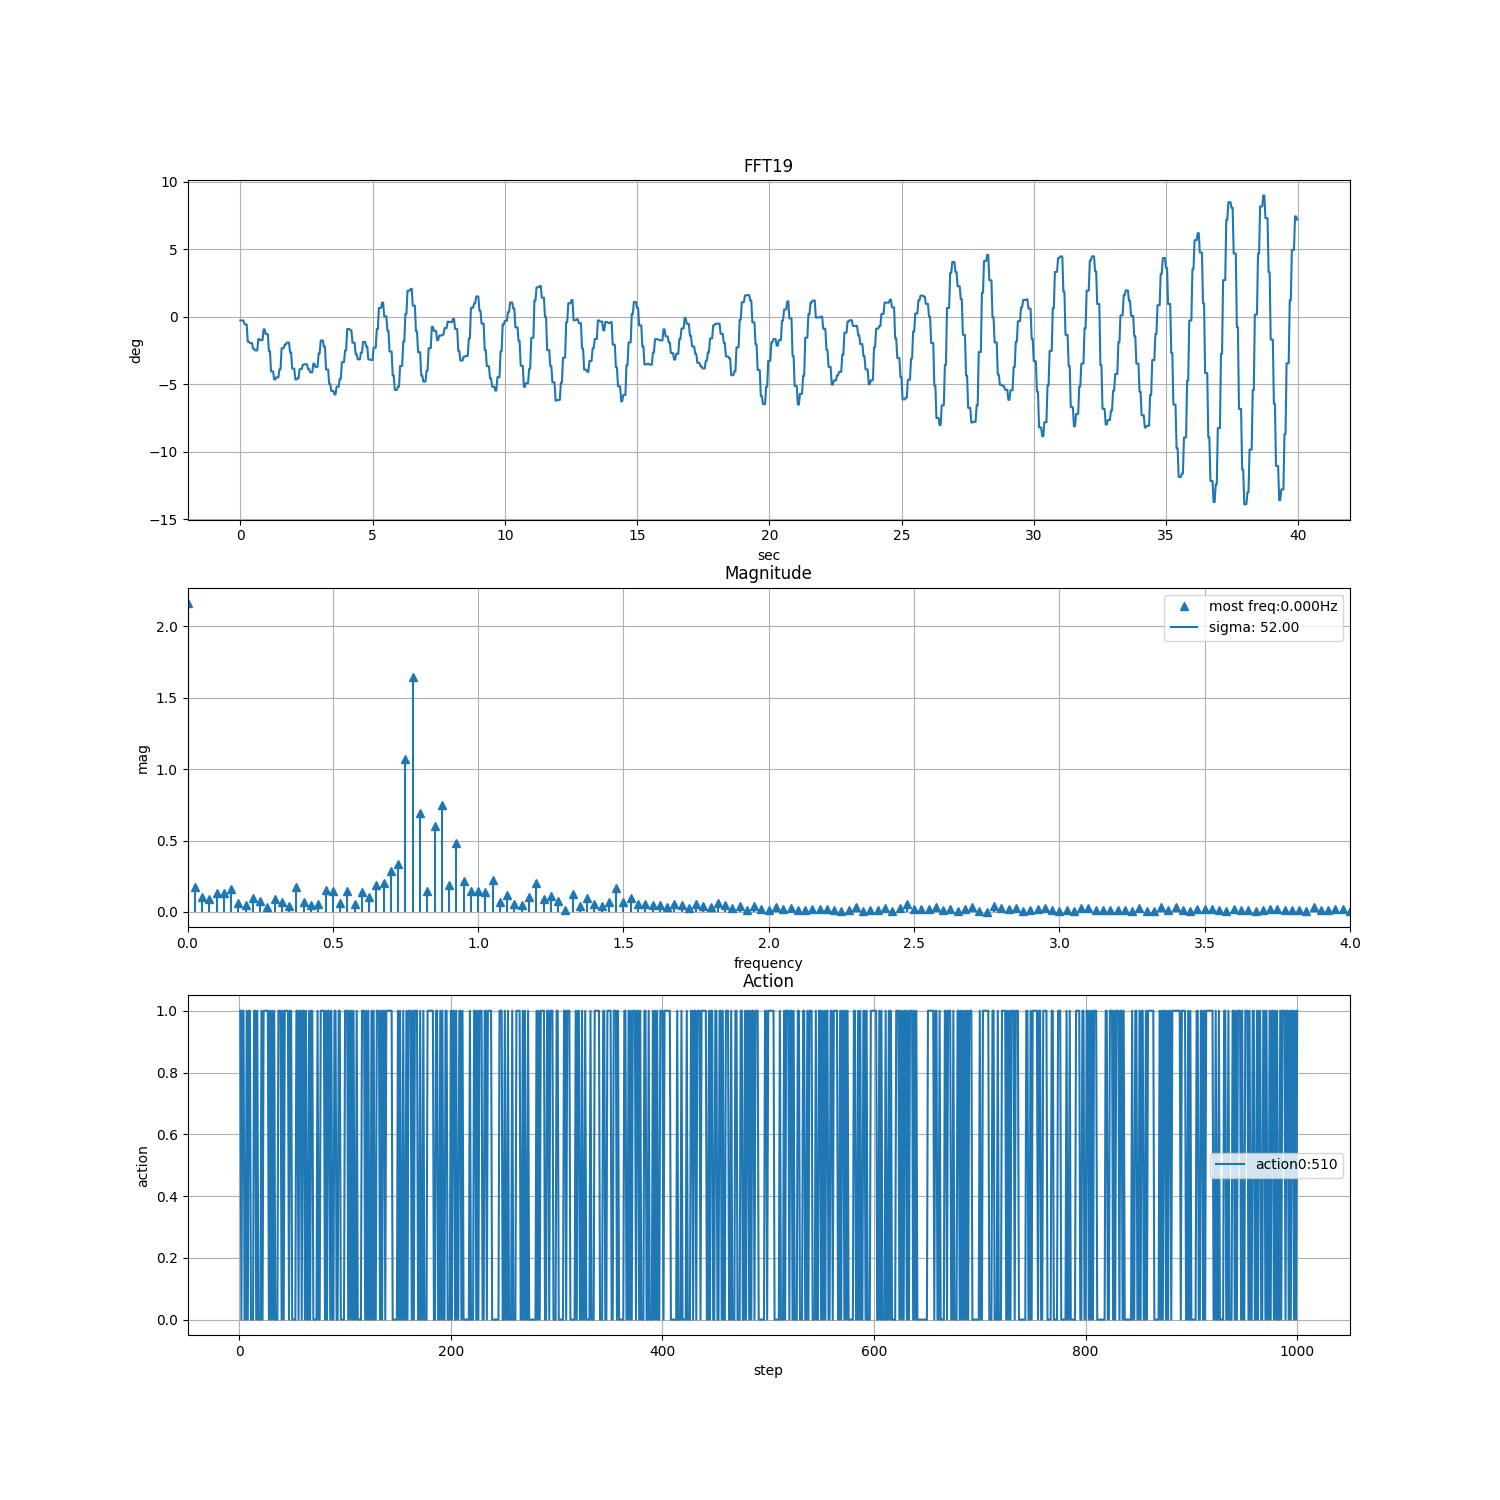 FFT19
10
5
0
−5
−10
−15
deg
0 5 10 15 20 25 30 35 40
sec
Magnitude
most freq:0.000Hz
sigma: 52.00
2.0
1.5
1.0
0.5
0.0
mag
0.0 0.5 1.0 1.5 2.0 2.5 3.0 3.5 4.0
frequency
Action
1.0
0.8
0.6
0.4
0.2
0.0
action
action0:510
0 200 400 600 800 1000
step